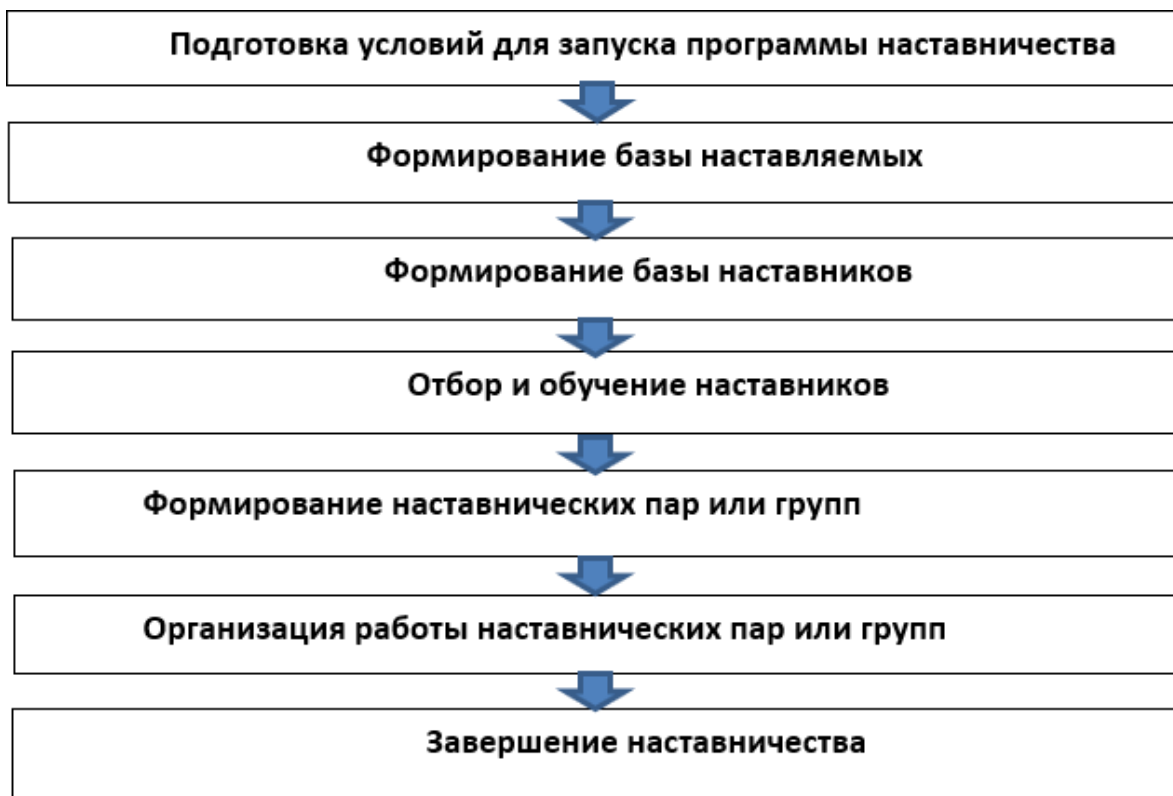 Подготовка условий для запуска программы наставничества
Формирование базы наставляемых
Формирование базы наставников
Отбор и обучение наставников
Формирование наставнических пар или групп
Организация работы наставнических пар или групп
Завершение наставничества